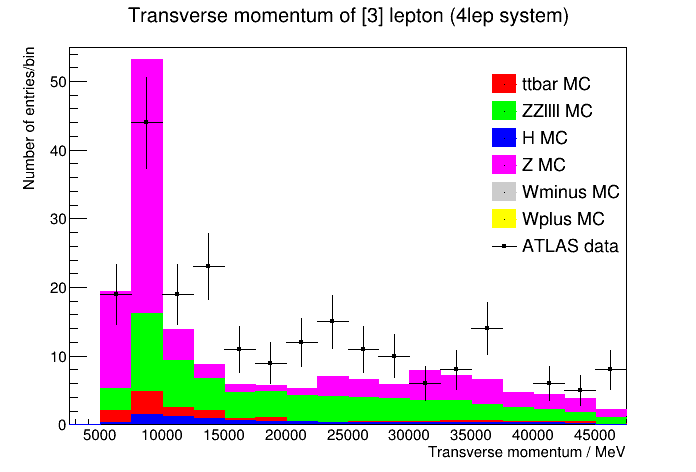 Transverse momentum of [3] lepton (4lep system)
Number of entries/bin
50
40
30
20
10
0
ttbar MC
ZZllll MC
H MC
Z MC
Wminus MC
Wplus MC
ATLAS data
5000 10000 15000 20000 25000 30000 35000 40000 45000
Transverse momentum / MeV